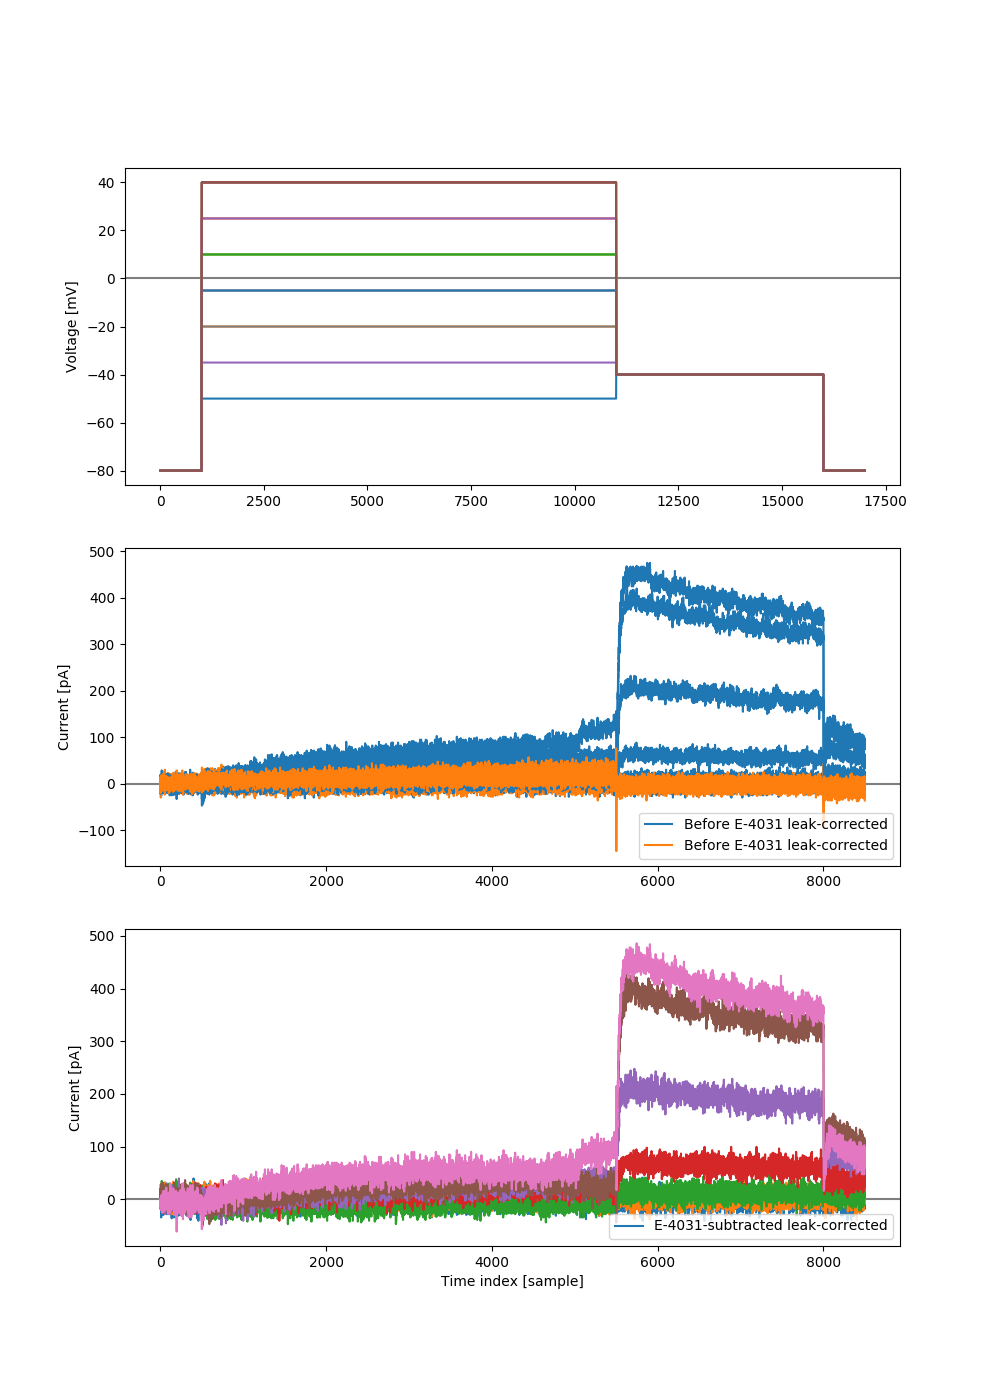 40
20
0
−20
−40
−60
−80
Voltage [mV]
0 2500 5000 7500 10000 12500 15000 17500
500
400
300
200
100
0
−100
Current [pA]
Before E-4031 leak-corrected
Before E-4031 leak-corrected
0 2000 4000 6000 8000
500
400
300
200
100
0
Current [pA]
E-4031-subtracted leak-corrected
0 2000 4000 6000 8000
Time index [sample]